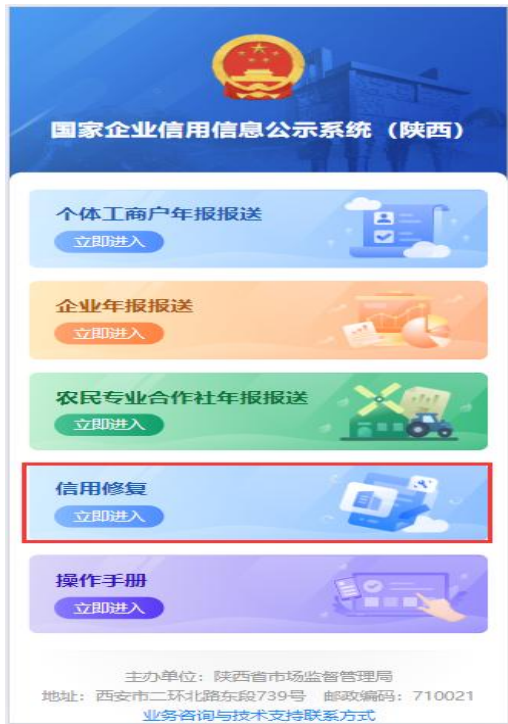 国家企业信用信息公示系统（陕西）
个体工商户年报报送
立即进入
企业年报报送
立即进入
农民专业合作社年报报送
立即进入
信用修复
立即进入
操作手册
立即进入
主办单位：陕西省市场监督管理局
地址：西安市二环北路东段739号 邮政编码：710021
业务咨询与技术支持联系方式